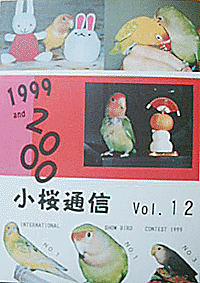 1999
and
2000
小桜通信 Vol.12
INTERNATIONAL SHOW BIRD CONTEST 1999
NO.1
NO.1
NO.3